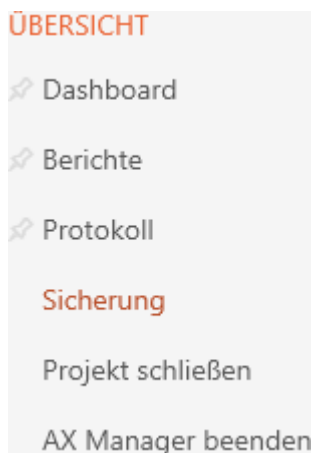 ÜBERSICHT
Dashboard
Berichte
Protokoll
Sicherung
Projekt schließen
AX Manager beenden